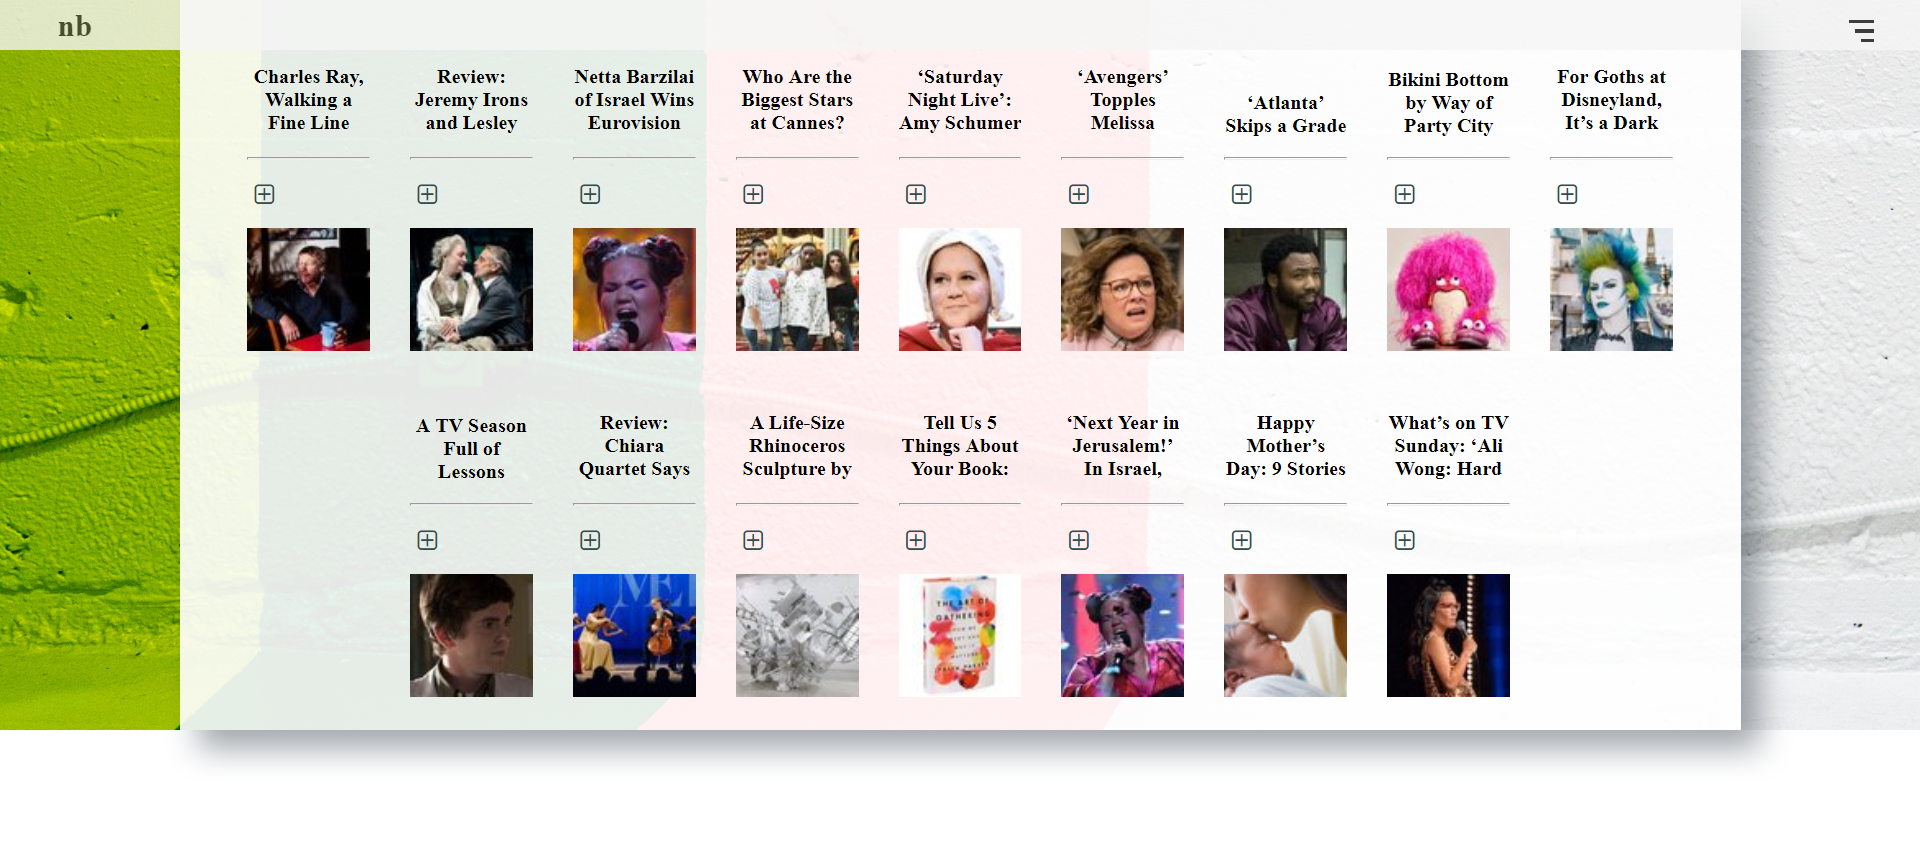 nb
Charles Ray,
Walking a
Fine Line
Review:
Jeremy Irons
and Lesley
Netta Barzilai
of Israel Wins
Eurovision
Who Are the
Biggest Stars
at Cannes?
‘Saturday
Night Live’:
Amy Schumer
‘Avengers’
Topples
Melissa
‘Atlanta’
Skips a Grade
Bikini Bottom
by Way of
Party City
For Goths at
Disneyland,
It’s a Dark
A TV Season
Full of
Lessons
Review:
Chiara
Quartet Says
A Life-Size
Rhinoceros
Sculpture by
Tell Us 5
Things About
Your Book:
‘Next Year in
Jerusalem!’
In Israel,
Happy
Mother’s
Day: 9 Stories
What’s on TV
Sunday: ‘Ali
Wong: Hard
THE ART OF
GATHERING